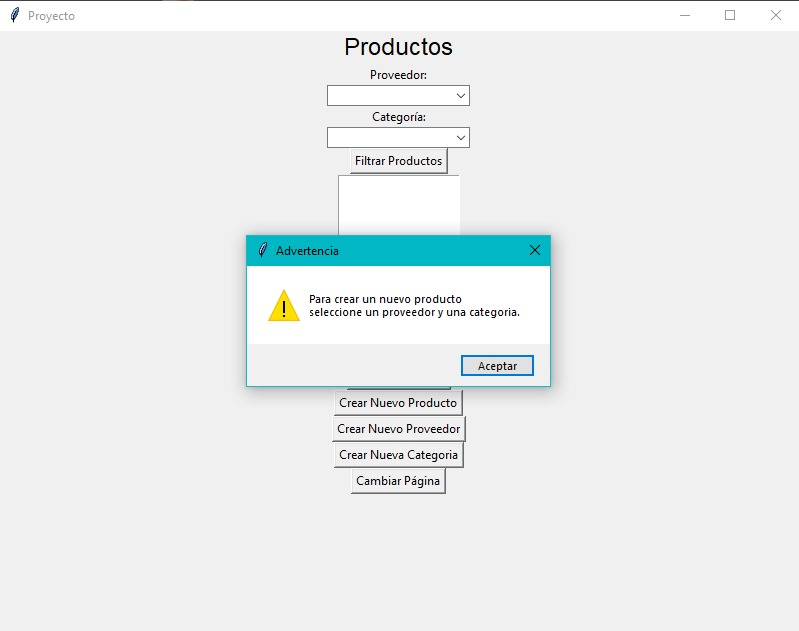 Proyecto
Productos
Proveedor:
Categoría:
Filtrar Productos
Advertencia
Para crear un nuevo producto
seleccione un proveedor y una categoria.
Aceptar
Crear Nuevo Producto
Crear Nuevo Proveedor
Crear Nueva Categoria
Cambiar Página